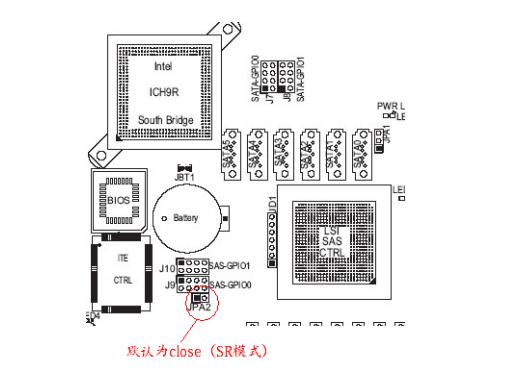 Intel
ICH9R
South Bridge
SATA-GPIO0
J7
J8
SATA-GPIO1
PWR L
LE
JPA1
SATA5
SATA4
SATA3
SATA2
SATA1
SATA0
JBT1
BIOS
Battery
JD1
LSI
SAS
CTRL
LE
ITE
CTRL
J10
SAS-GPIO1
J9
SAS-GPIO0
JPA2
默认为close（SR模式）